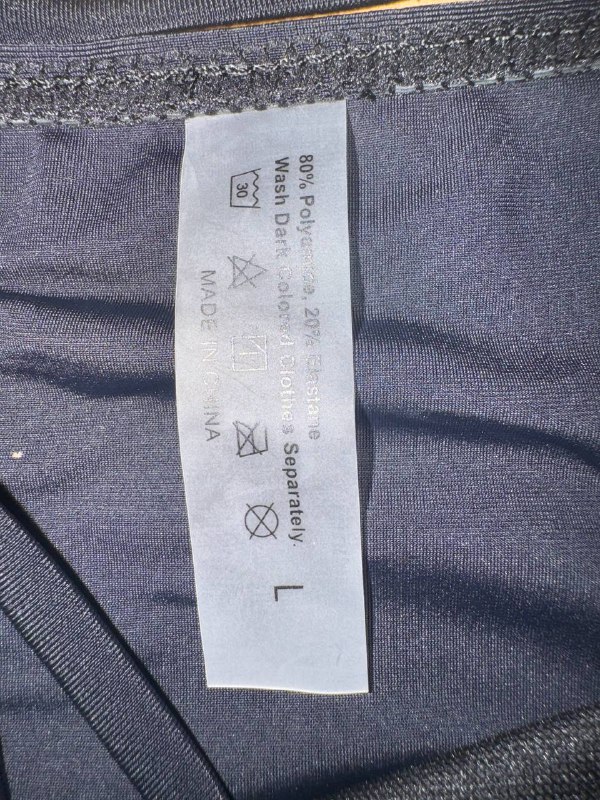 80% Polyamide, 20% Elastane
Wash Dark Colored Clothes Separately.
30
L
MADE IN CHINA